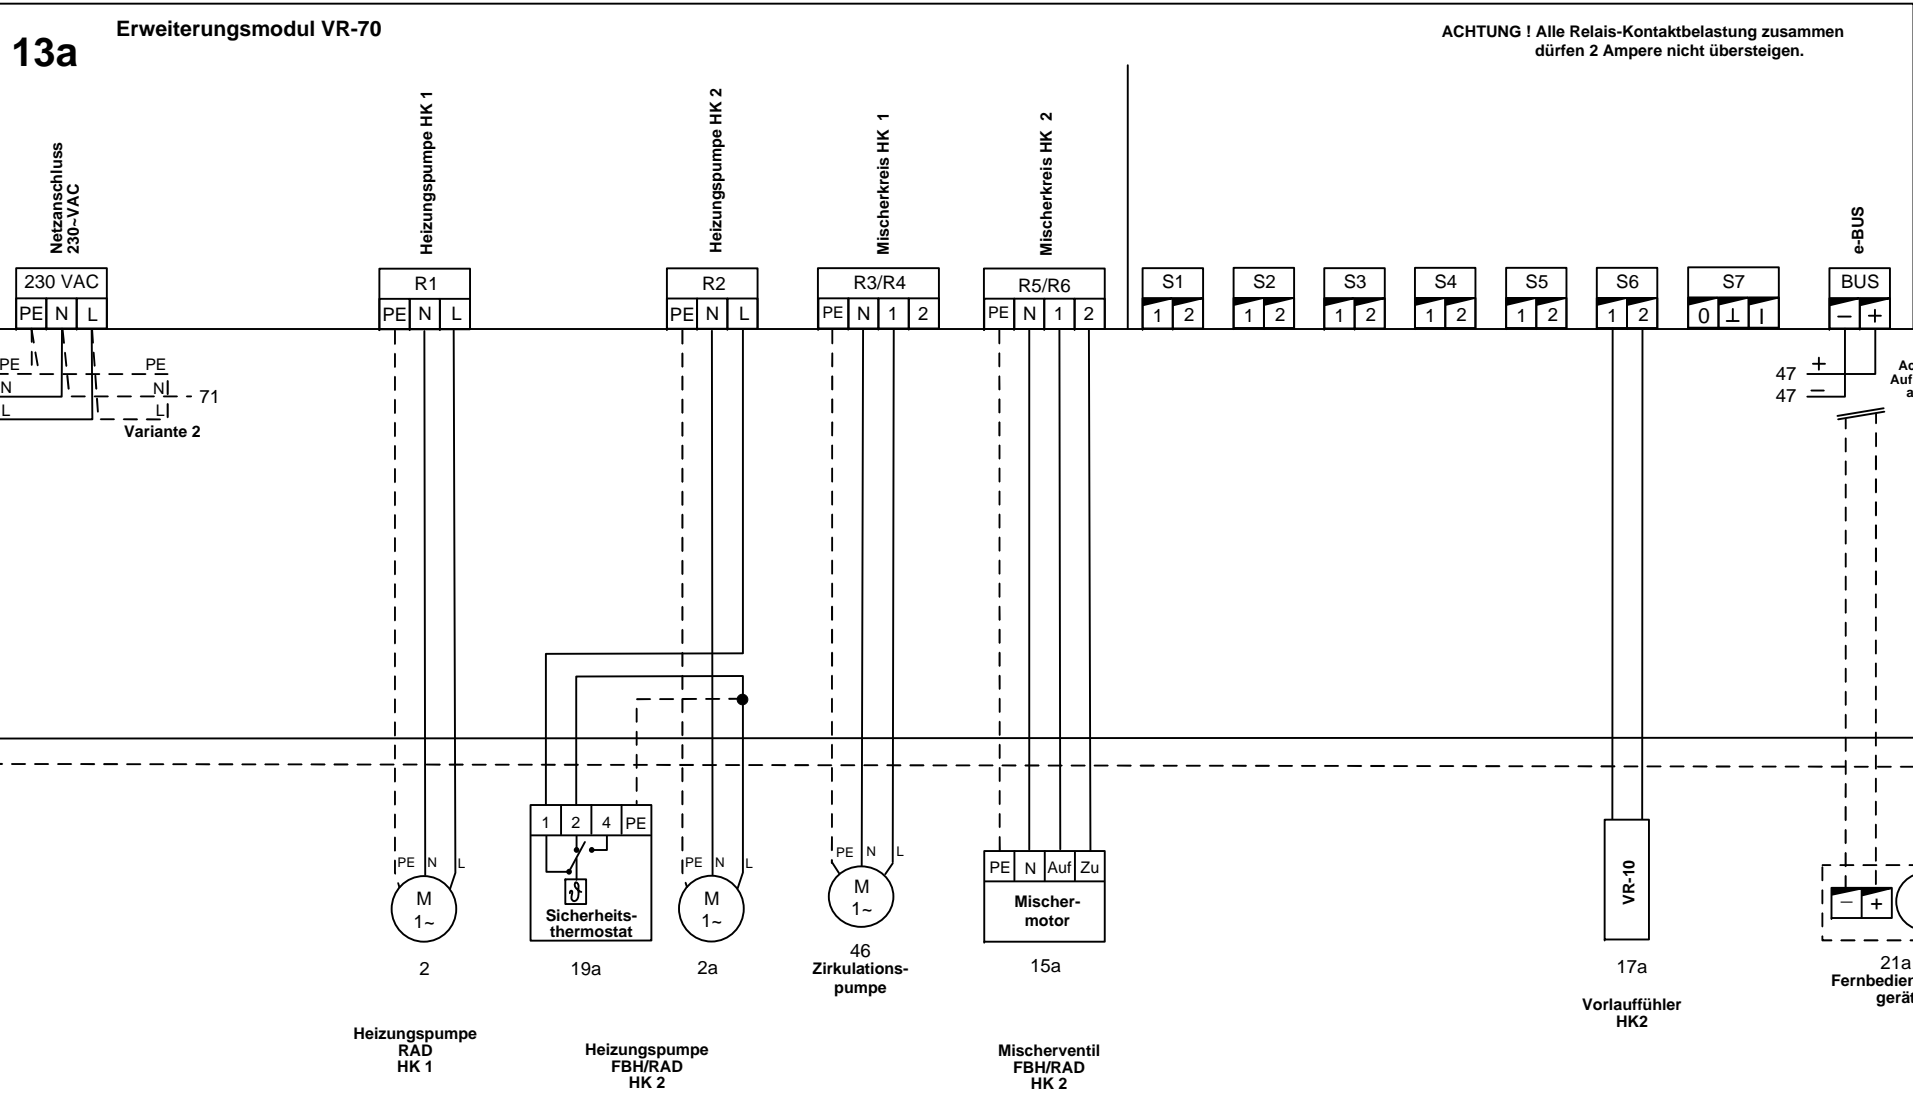 Erweiterungsmodul VR-70
13a
ACHTUNG ! Alle Relais-Kontaktbelastung zusammen
dürfen 2 Ampere nicht übersteigen.
Netzanschluss
230~VAC
Heizungspumpe HK 1
Heizungspumpe HK 2
Mischerkreis HK 1
Mischerkreis HK 2
e-BUS
230 VAC
PE N L
R1
PE N L
R2
PE N L
R3/R4
PE N 1 2
R5/R6
PE N 1 2
S1
1 2
S2
1 2
S3
1 2
S4
1 2
S5
1 2
S6
1 2
S7
0 ⊥ I
BUS
− +
PE
N
L
PE
N
L
71
Variante 2
47 +
47 −
Ac
Auf
a
1 2 4 PE
Sicherheits-
thermostat
19a
PE N L
M
1~
2
Heizungspumpe
RAD
HK 1
PE N L
M
1~
2a
Heizungspumpe
FBH/RAD
HK 2
PE N L
M
1~
46
Zirkulations-
pumpe
PE N Auf Zu
Mischer-
motor
15a
Mischerventil
FBH/RAD
HK 2
VR-10
17a
Vorlauffühler
HK2
− +
21a
Fernbedien
gerät